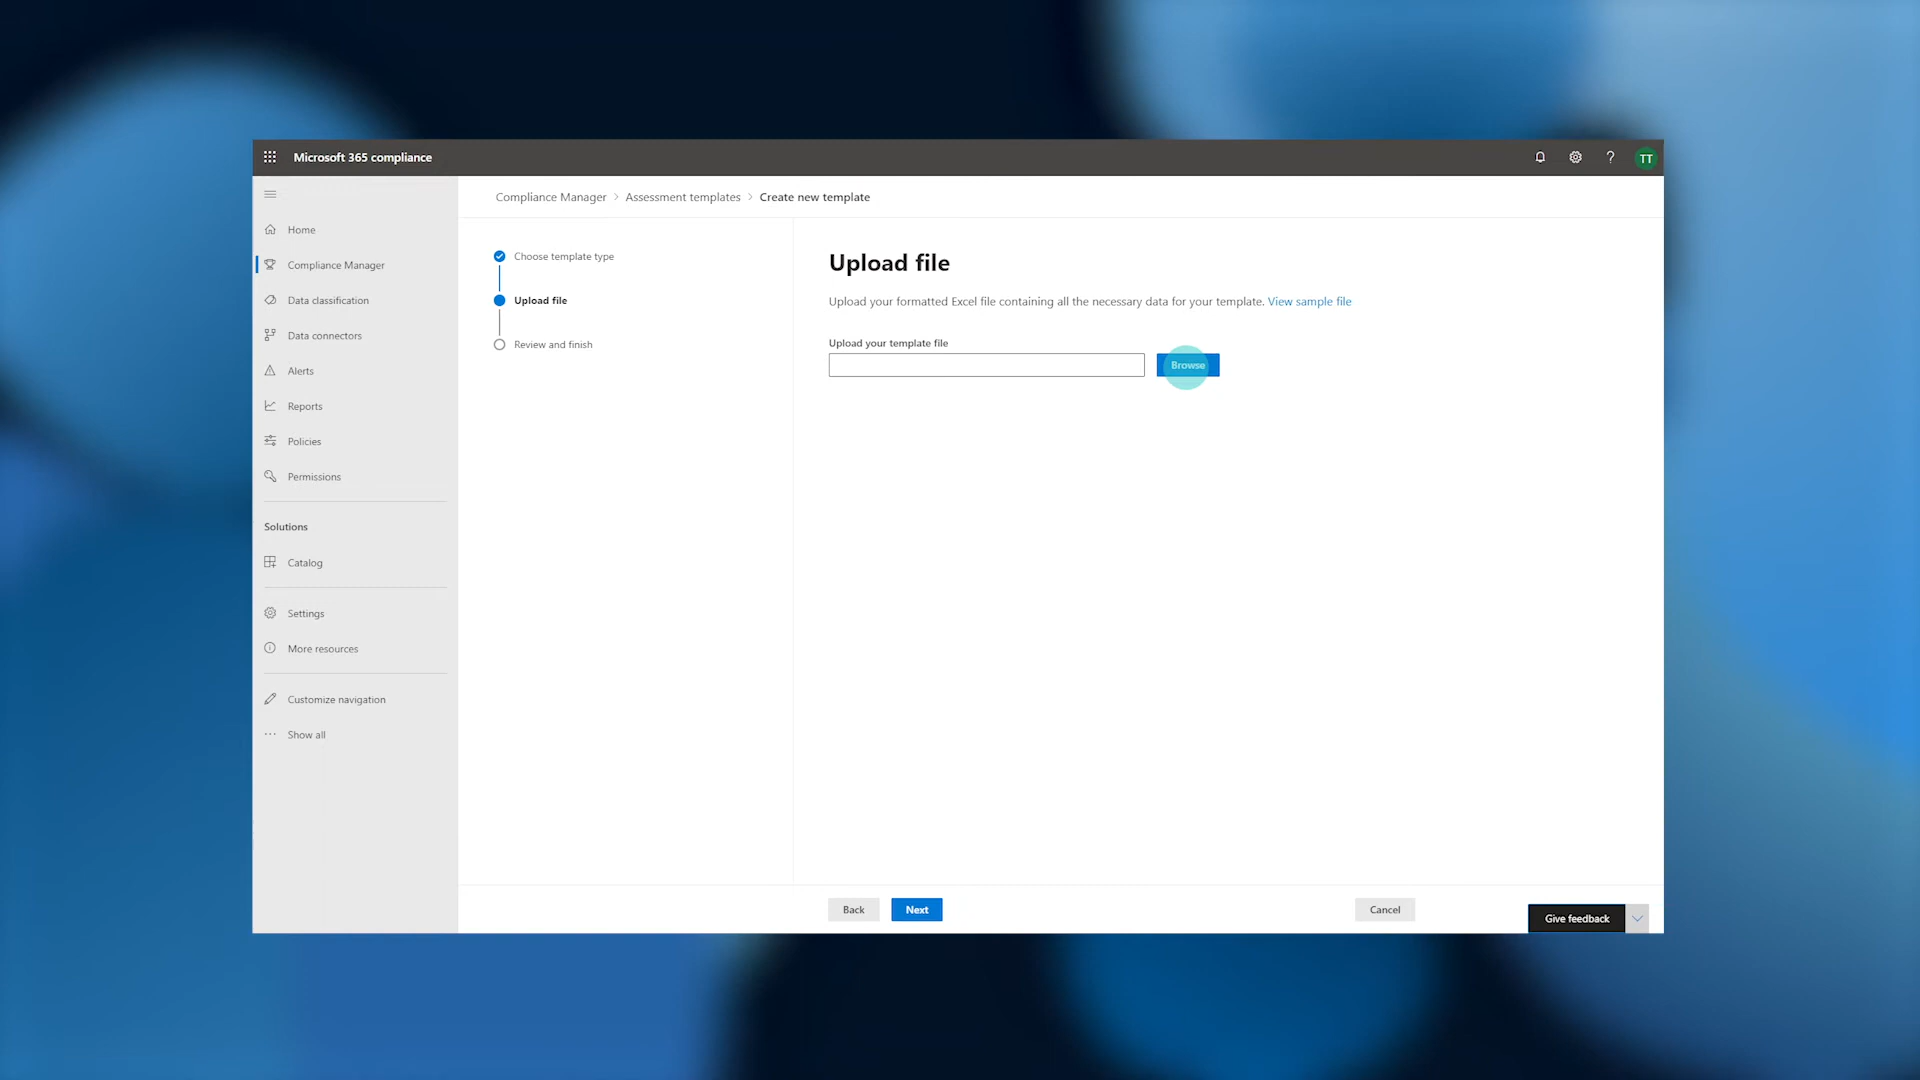 Microsoft 365 compliance
?
TT
Compliance Manager > Assessment templates > Create new template
Home
Compliance Manager
Data classification
Data connectors
Alerts
Reports
Policies
Permissions
Solutions
Catalog
Settings
More resources
Customize navigation
Show all
Choose template type
Upload file
Review and finish
Upload file
Upload your formatted Excel file containing all the necessary data for your template. View sample file
Upload your template file
Browse
Back
Next
Cancel
Give feedback